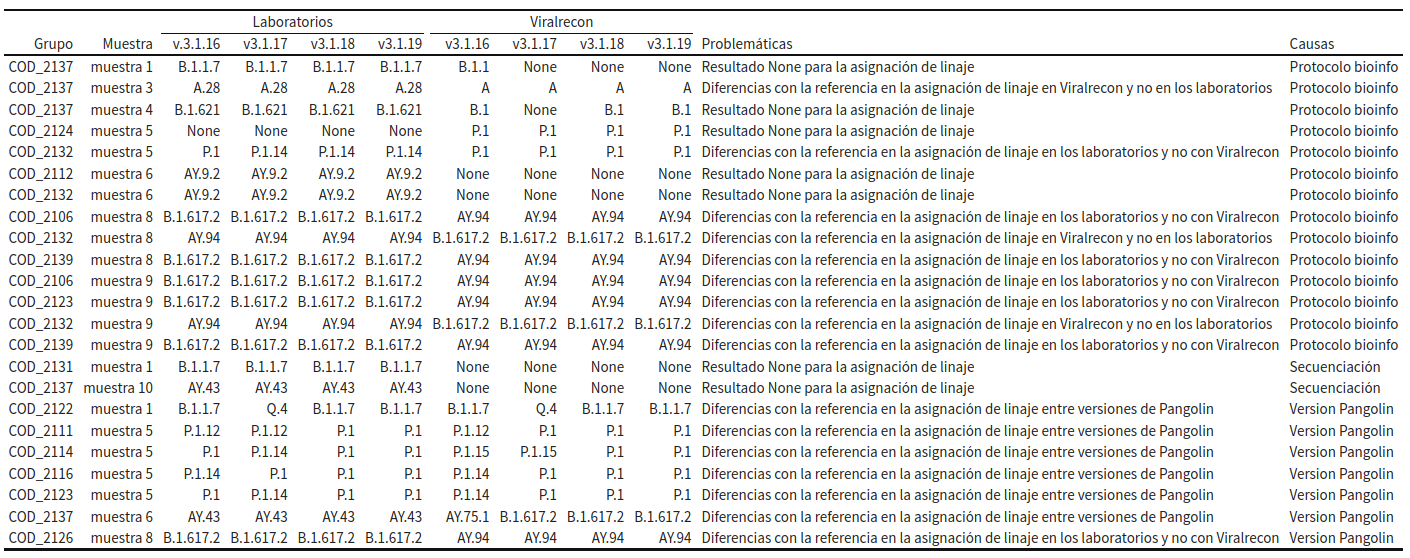 Laboratorios Viralrecon
Grupo Muestra v.3.1.16 v3.1.17 v3.1.18 v3.1.19 v3.1.16 v3.1.17 v3.1.18 v3.1.19 Problemáticas Causas
COD_2137 muestra 1 B.1.1.7 B.1.1.7 B.1.1.7 B.1.1.7 B.1.1 None None None Resultado None para la asignación de linaje Protocolo bioinfo
COD_2137 muestra 3 A.28 A.28 A.28 A.28 A A A A Diferencias con la referencia en la asignación de linaje en Viralrecon y no en los laboratorios Protocolo bioinfo
COD_2137 muestra 4 B.1.621 B.1.621 B.1.621 B.1.621 B.1 None B.1 B.1 Resultado None para la asignación de linaje Protocolo bioinfo
COD_2124 muestra 5 None None None None P.1 P.1 P.1 P.1 Resultado None para la asignación de linaje Protocolo bioinfo
COD_2132 muestra 5 P.1 P.1.14 P.1.14 P.1.14 P.1 P.1 P.1 P.1 Diferencias con la referencia en la asignación de linaje en los laboratorios y no con Viralrecon Protocolo bioinfo
COD_2112 muestra 6 AY.9.2 AY.9.2 AY.9.2 AY.9.2 None None None None Resultado None para la asignación de linaje Protocolo bioinfo
COD_2132 muestra 6 AY.9.2 AY.9.2 AY.9.2 AY.9.2 None None None None Resultado None para la asignación de linaje Protocolo bioinfo
COD_2106 muestra 8 B.1.617.2 B.1.617.2 B.1.617.2 B.1.617.2 AY.94 AY.94 AY.94 AY.94 Diferencias con la referencia en la asignación de linaje en los laboratorios y no con Viralrecon Protocolo bioinfo
COD_2132 muestra 8 AY.94 AY.94 AY.94 AY.94 B.1.617.2 B.1.617.2 B.1.617.2 B.1.617.2 Diferencias con la referencia en la asignación de linaje en Viralrecon y no en los laboratorios Protocolo bioinfo
COD_2139 muestra 8 B.1.617.2 B.1.617.2 B.1.617.2 B.1.617.2 AY.94 AY.94 AY.94 AY.94 Diferencias con la referencia en la asignación de linaje en los laboratorios y no con Viralrecon Protocolo bioinfo
COD_2106 muestra 9 B.1.617.2 B.1.617.2 B.1.617.2 B.1.617.2 AY.94 AY.94 AY.94 AY.94 Diferencias con la referencia en la asignación de linaje en los laboratorios y no con Viralrecon Protocolo bioinfo
COD_2123 muestra 9 B.1.617.2 B.1.617.2 B.1.617.2 B.1.617.2 AY.94 AY.94 AY.94 AY.94 Diferencias con la referencia en la asignación de linaje en los laboratorios y no con Viralrecon Protocolo bioinfo
COD_2132 muestra 9 AY.94 AY.94 AY.94 AY.94 B.1.617.2 B.1.617.2 B.1.617.2 B.1.617.2 Diferencias con la referencia en la asignación de linaje en Viralrecon y no en los laboratorios Protocolo bioinfo
COD_2139 muestra 9 B.1.617.2 B.1.617.2 B.1.617.2 B.1.617.2 AY.94 AY.94 AY.94 AY.94 Diferencias con la referencia en la asignación de linaje en los laboratorios y no con Viralrecon Protocolo bioinfo
COD_2131 muestra 1 B.1.1.7 B.1.1.7 B.1.1.7 B.1.1.7 None None None None Resultado None para la asignación de linaje Secuenciación
COD_2137 muestra 10 AY.43 AY.43 AY.43 AY.43 None None None None Resultado None para la asignación de linaje Secuenciación
COD_2122 muestra 1 B.1.1.7 Q.4 B.1.1.7 B.1.1.7 B.1.1.7 Q.4 B.1.1.7 B.1.1.7 Diferencias con la referencia en la asignación de linaje entre versiones de Pangolin Version Pangolin
COD_2111 muestra 5 P.1.12 P.1.12 P.1 P.1 P.1.12 P.1 P.1 P.1 Diferencias con la referencia en la asignación de linaje entre versiones de Pangolin Version Pangolin
COD_2114 muestra 5 P.1 P.1.14 P.1 P.1 P.1.15 P.1.15 P.1 P.1 Diferencias con la referencia en la asignación de linaje entre versiones de Pangolin Version Pangolin
COD_2116 muestra 5 P.1.14 P.1 P.1 P.1 P.1.14 P.1 P.1 P.1 Diferencias con la referencia en la asignación de linaje entre versiones de Pangolin Version Pangolin
COD_2123 muestra 5 P.1 P.1.14 P.1 P.1 P.1.14 P.1 P.1 P.1 Diferencias con la referencia en la asignación de linaje entre versiones de Pangolin Version Pangolin
COD_2137 muestra 6 AY.43 AY.43 AY.43 AY.43 AY.75.1 B.1.617.2 B.1.617.2 B.1.617.2 Diferencias con la referencia en la asignación de linaje entre versiones de Pangolin Version Pangolin
COD_2126 muestra 8 B.1.617.2 B.1.617.2 B.1.617.2 B.1.617.2 AY.94 AY.94 AY.94 AY.94 Diferencias con la referencia en la asignación de linaje en los laboratorios y no con Viralrecon Version Pangolin